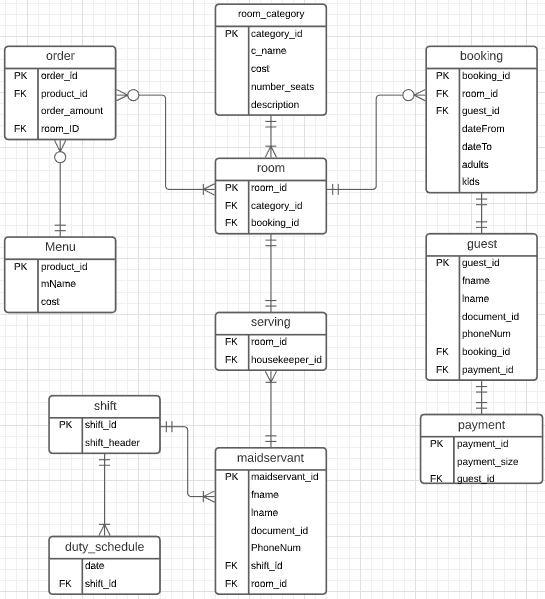 room_category
PK category_id
c_name
cost
number_seats
description
order
PK order_id
FK product_id
order_amount
FK room_ID
booking
PK booking_id
FK room_id
FK guest_id
dateFrom
dateTo
adults
kids
room
PK room_id
FK category_id
FK booking_id
Menu
PK product_id
mName
cost
guest
PK guest_id
fname
lname
document_id
phoneNum
FK booking_id
FK payment_id
serving
FK room_id
FK housekeeper_id
shift
PK shift_id
shift_header
payment
PK payment_id
payment_size
FK guest_id
maidservant
PK maidservant_id
fname
lname
document_id
PhoneNum
FK shift_id
FK room_id
duty_schedule
date
FK shift_id